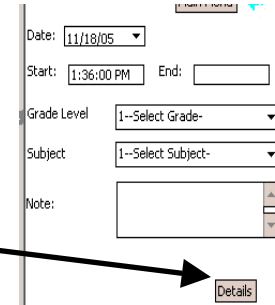 Date: 11/18/05
Start: 1:36:00 PM End:
Grade Level 1--Select Grade-
Subject 1--Select Subject-
Note:
Details